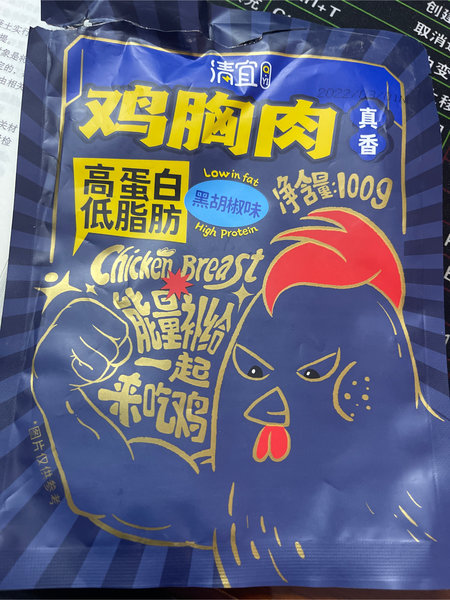 清宜
鸡胸肉
真香
高蛋白
低脂肪
Low in fat
黑胡椒味
High Protein
净含量:100g
Chicken Breast
能量补给
一起
来吃鸡
*图片仅供参考